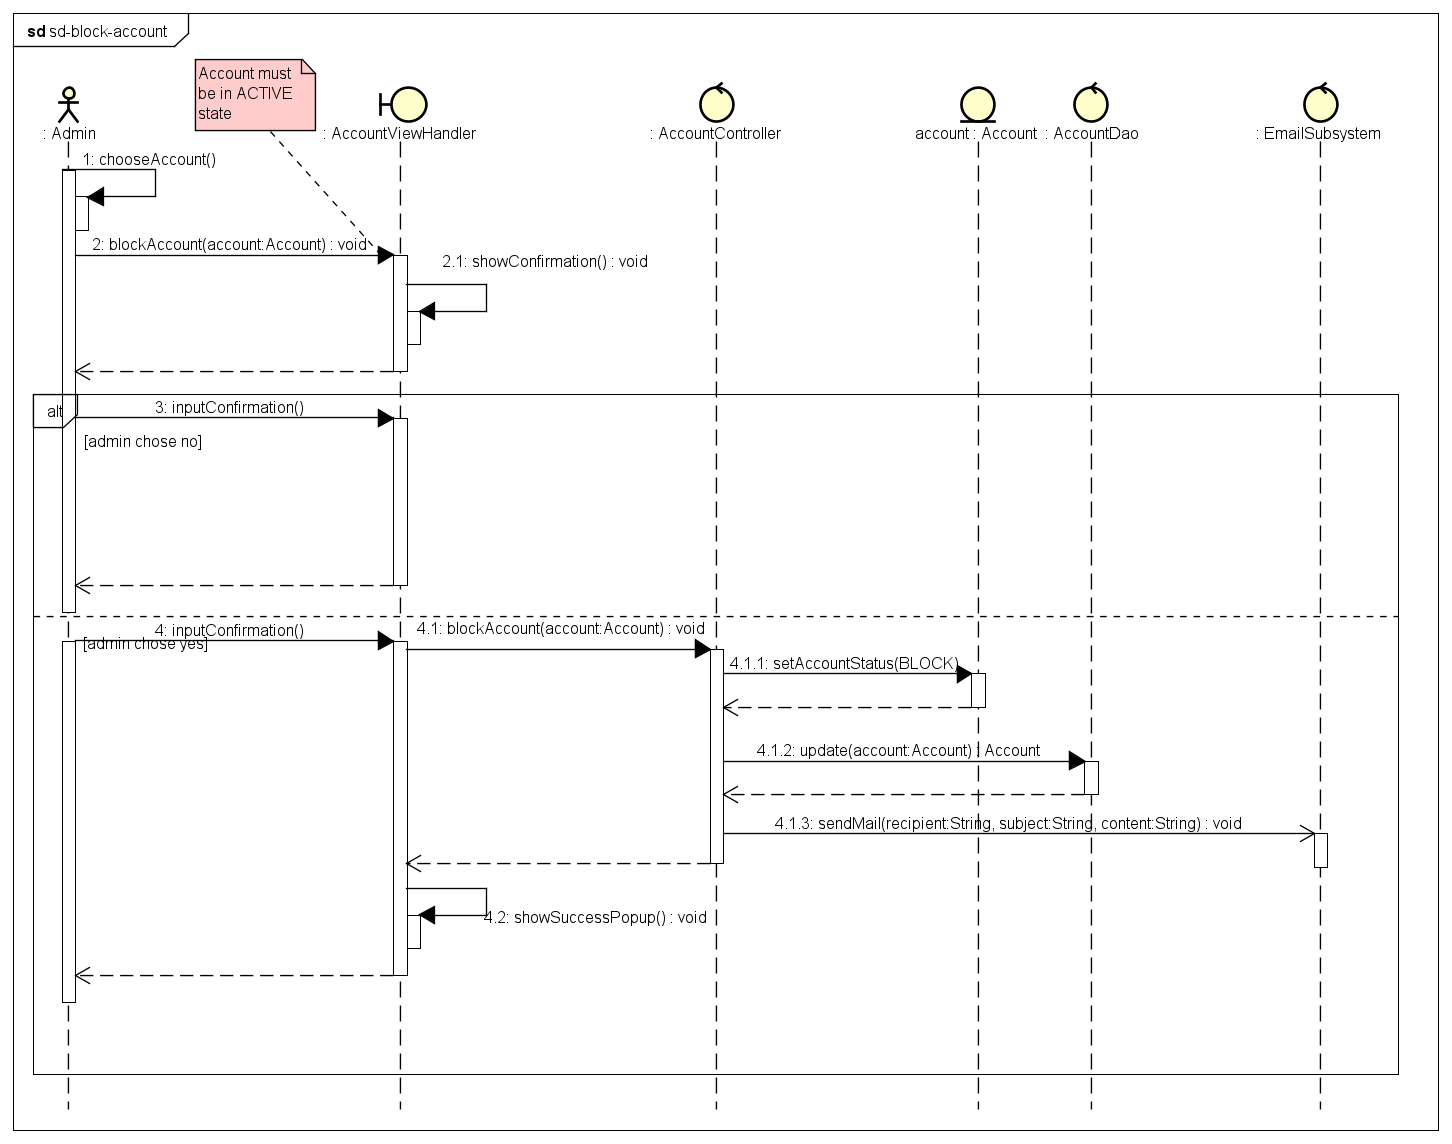 sd sd-block-account
Account must
be in ACTIVE
state
: Admin
: AccountViewHandler
: AccountController
account : Account
: AccountDao
: EmailSubsystem
1: chooseAccount()
2: blockAccount(account:Account) : void
2.1: showConfirmation() : void
alt
3: inputConfirmation()
[admin chose no]
4: inputConfirmation()
[admin chose yes]
4.1: blockAccount(account:Account) : void
4.1.1: setAccountStatus(BLOCK)
4.1.2: update(account:Account) : Account
4.1.3: sendMail(recipient:String, subject:String, content:String) : void
4.2: showSuccessPopup() : void